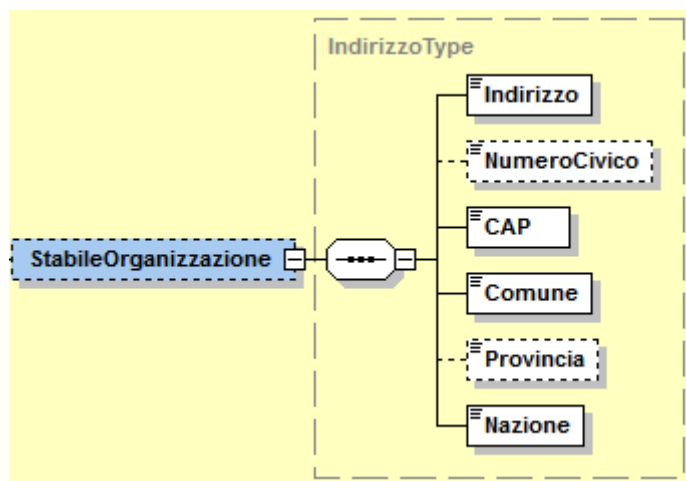 IndirizzoType
Indirizzo
NumeroCivico
CAP
StabileOrganizzazione
Comune
Provincia
Nazione